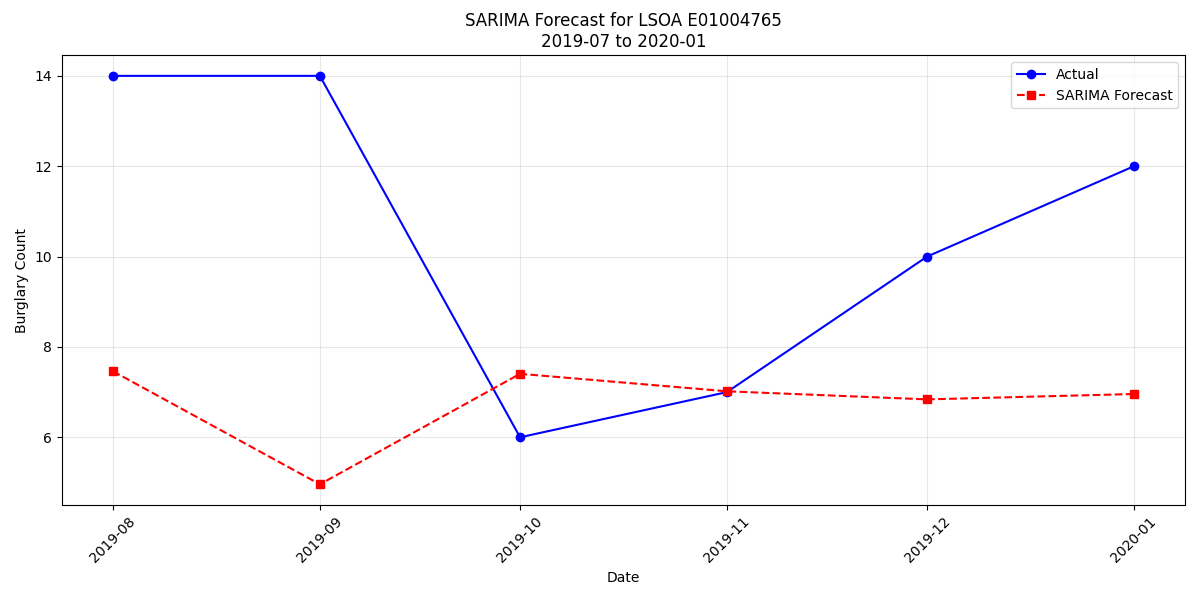 SARIMA Forecast for LSOA E01004765
2019-07 to 2020-01
Actual
SARIMA Forecast
Burglary Count
14
12
10
8
6
2019-08
2019-09
2019-10
2019-11
2019-12
2020-01
Date